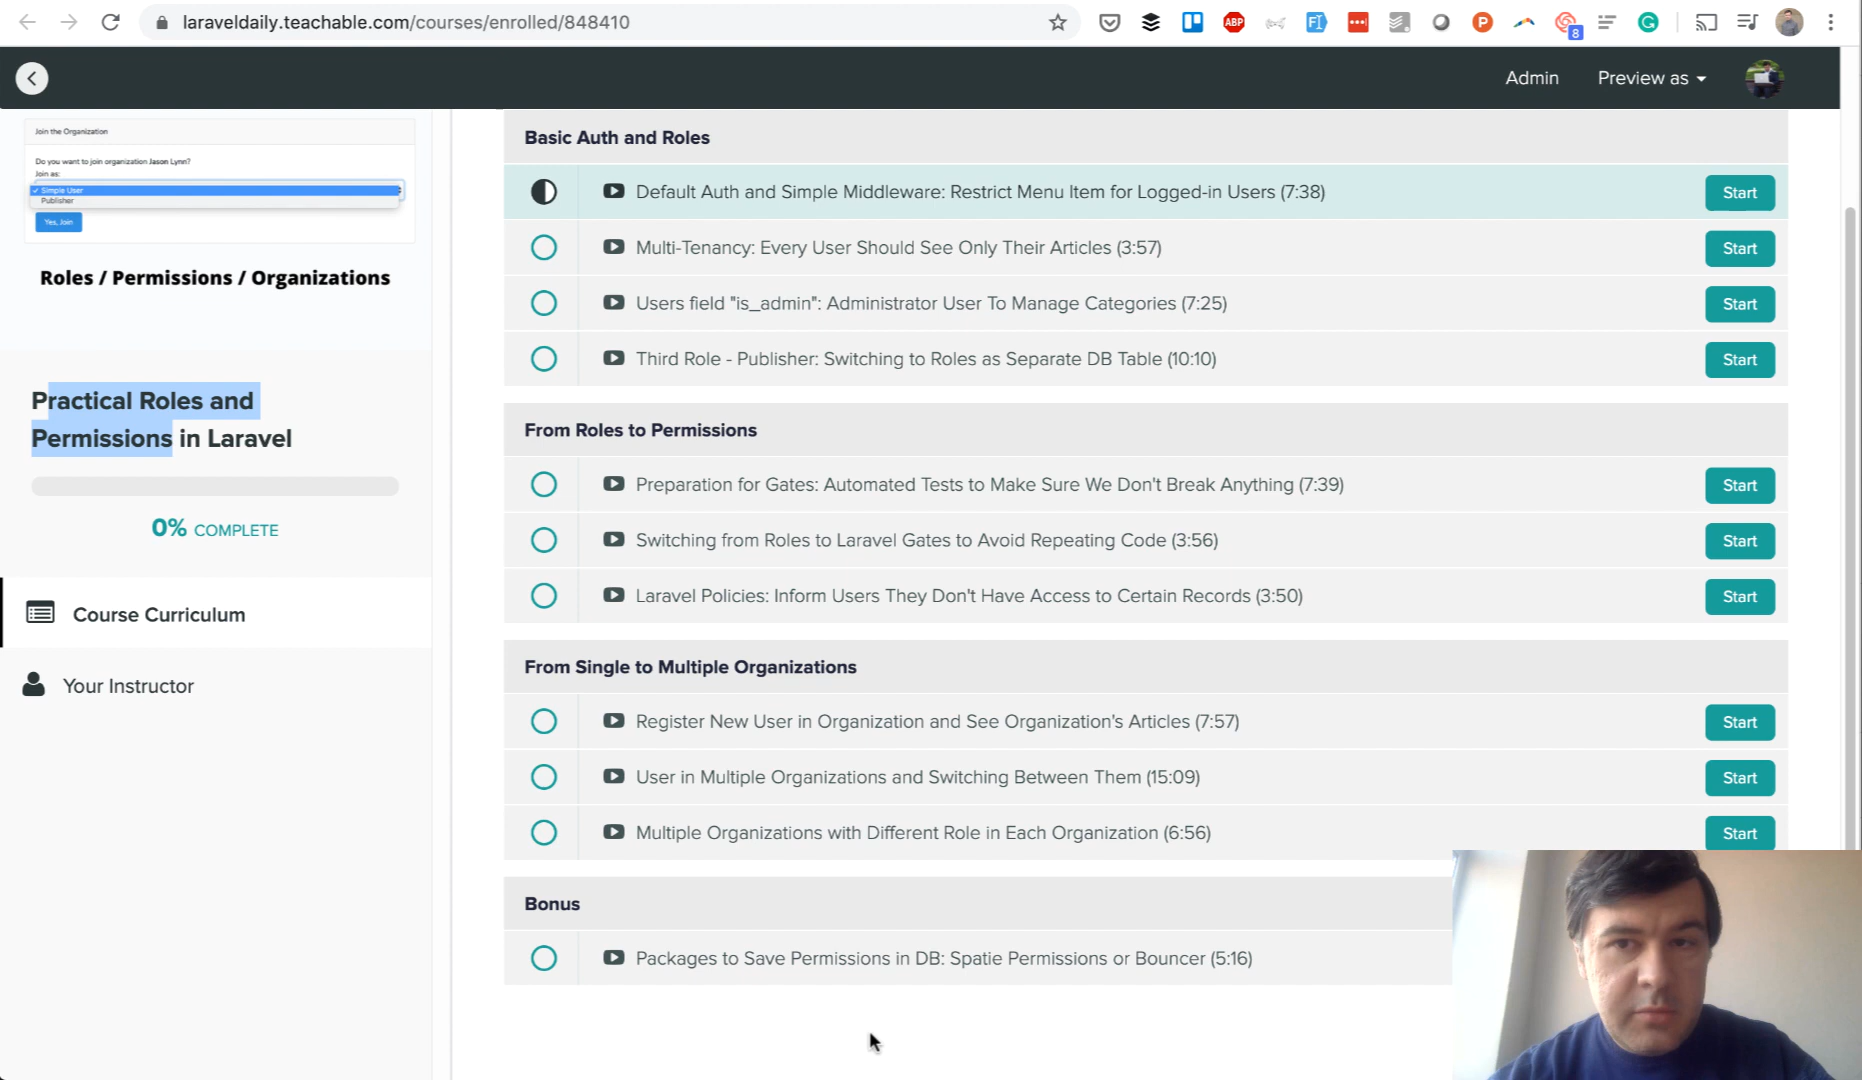 laraveldaily.teachable.com/courses/enrolled/848410
ABP
P
8
G
Admin
Preview as
Join the Organization
Do you want to join organization Jason Lynn?
Join as:
✓ Simple User
Publisher
Yes, Join
Roles / Permissions / Organizations
Practical Roles and
Permissions in Laravel
0% COMPLETE
Course Curriculum
Your Instructor
Basic Auth and Roles
Default Auth and Simple Middleware: Restrict Menu Item for Logged-in Users (7:38)
Start
Multi-Tenancy: Every User Should See Only Their Articles (3:57)
Start
Users field "is_admin": Administrator User To Manage Categories (7:25)
Start
Third Role - Publisher: Switching to Roles as Separate DB Table (10:10)
Start
From Roles to Permissions
Preparation for Gates: Automated Tests to Make Sure We Don't Break Anything (7:39)
Start
Switching from Roles to Laravel Gates to Avoid Repeating Code (3:56)
Start
Laravel Policies: Inform Users They Don't Have Access to Certain Records (3:50)
Start
From Single to Multiple Organizations
Register New User in Organization and See Organization's Articles (7:57)
Start
User in Multiple Organizations and Switching Between Them (15:09)
Start
Multiple Organizations with Different Role in Each Organization (6:56)
Start
Bonus
Packages to Save Permissions in DB: Spatie Permissions or Bouncer (5:16)